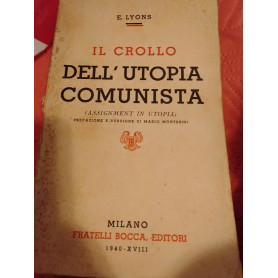 E. LYONS
IL CROLLO
DELL'UTOPIA
COMUNISTA
(ASSIGNMENT IN UTOPIA)
PREFAZIONE E VERSIONE DI MARIO MONTERISI
MILANO
FRATELLI BOCCA, EDITORI
1940-XVIII